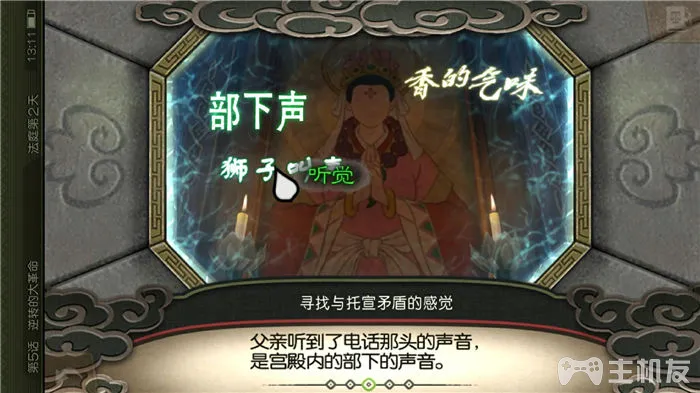 13:11
法庭第2天
第5话 逆转的大革命
香的气味
部下声
狮子叫声
听觉
寻找与托宣矛盾的感觉
父亲听到了电话那头的声音，
是宫殿内的部下的声音。
主机友